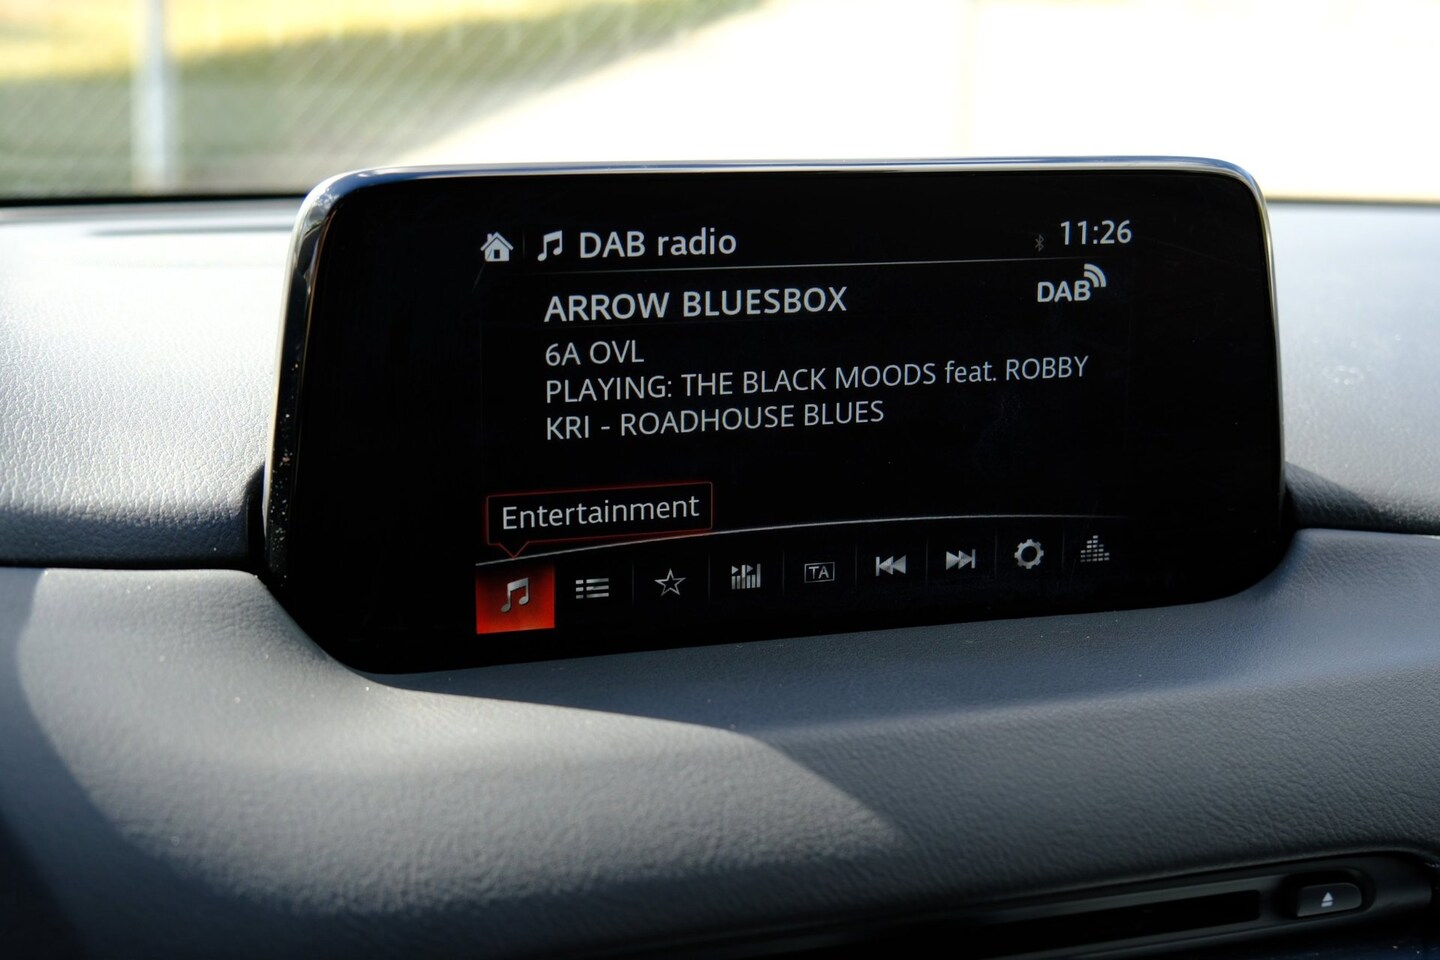 DAB radio 11:26
ARROW BLUESBOX DAB
6A OVL
PLAYING: THE BLACK MOODS feat. ROBBY
KRI - ROADHOUSE BLUES
Entertainment
TA